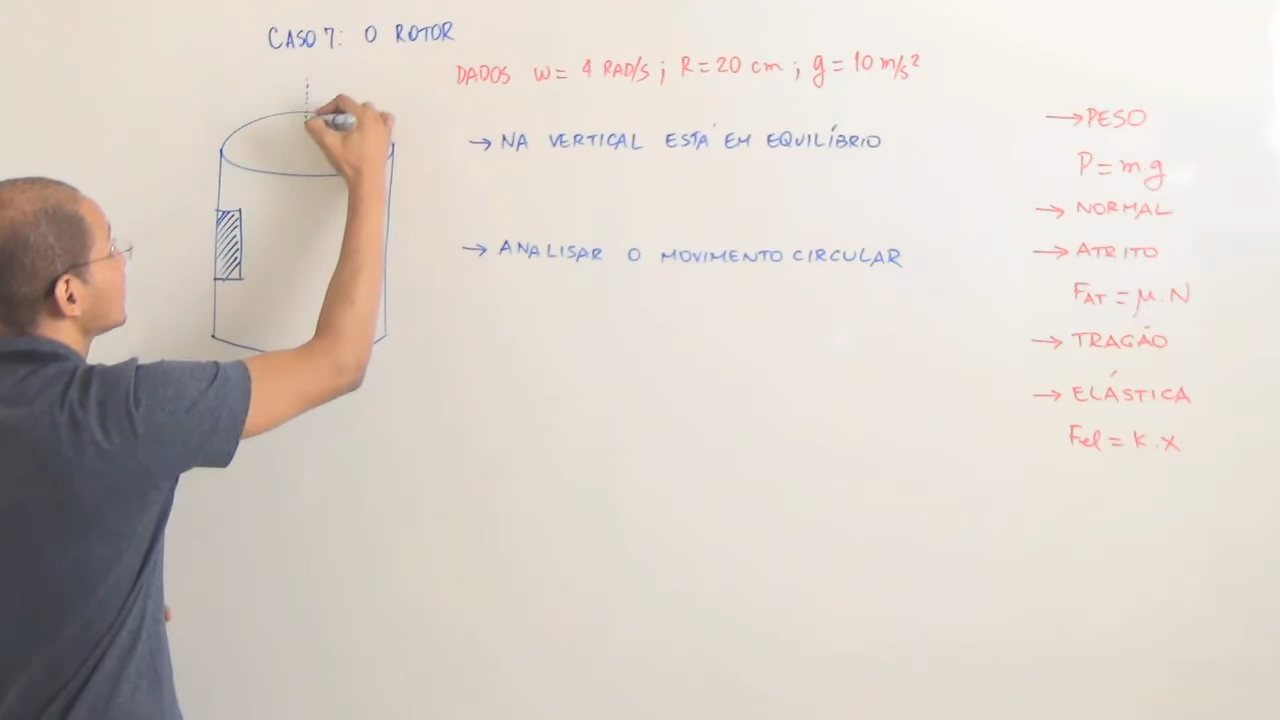 CASO 7: O ROTOR
DADOS ω = 4 RAD/S ; R = 20 cm ; g = 10 m/s²
→ NA VERTICAL ESTÁ EM EQUILÍBRIO
→ ANALISAR O MOVIMENTO CIRCULAR
→ PESO
P = m.g
→ NORMAL
→ ATRITO
FAT = μ.N
→ TRAÇÃO
→ ELÁSTICA
Fel = K.X